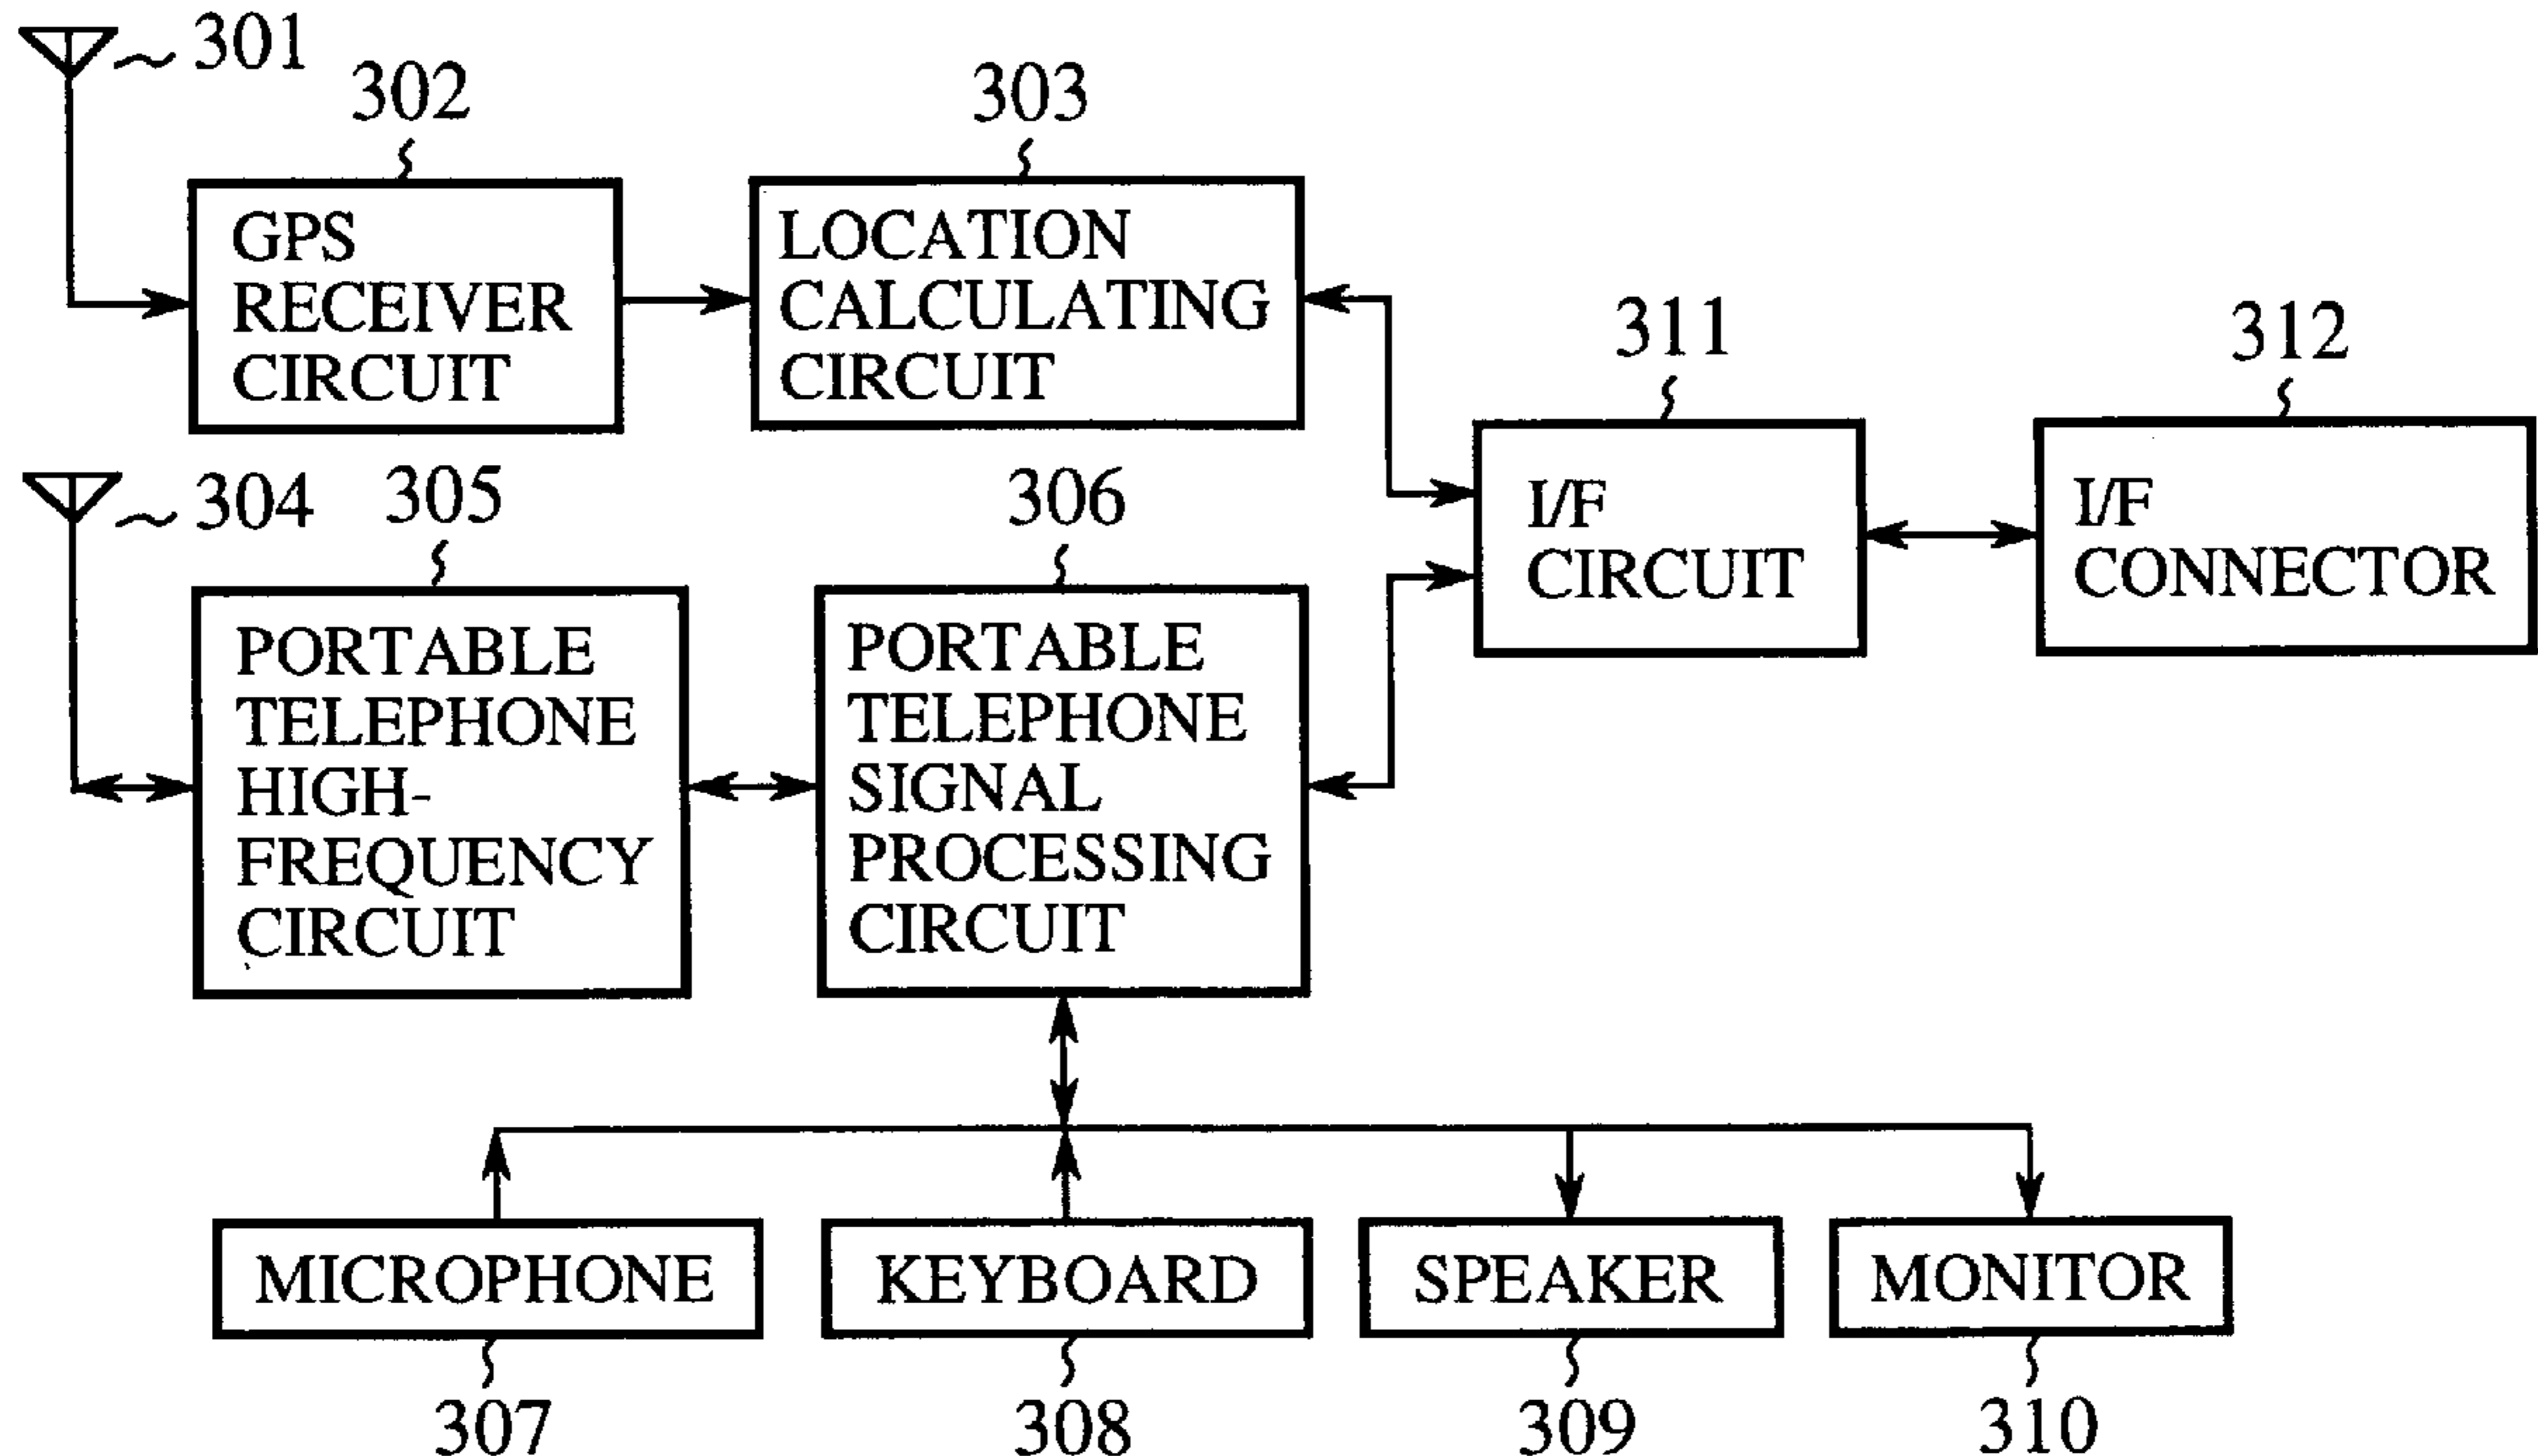 301
302
303
GPS
RECEIVER
CIRCUIT
LOCATION
CALCULATING
CIRCUIT
311
312
304
305
306
I/F
CIRCUIT
I/F
CONNECTOR
PORTABLE
TELEPHONE
HIGH-
FREQUENCY
CIRCUIT
PORTABLE
TELEPHONE
SIGNAL
PROCESSING
CIRCUIT
MICROPHONE
KEYBOARD
SPEAKER
MONITOR
307
308
309
310